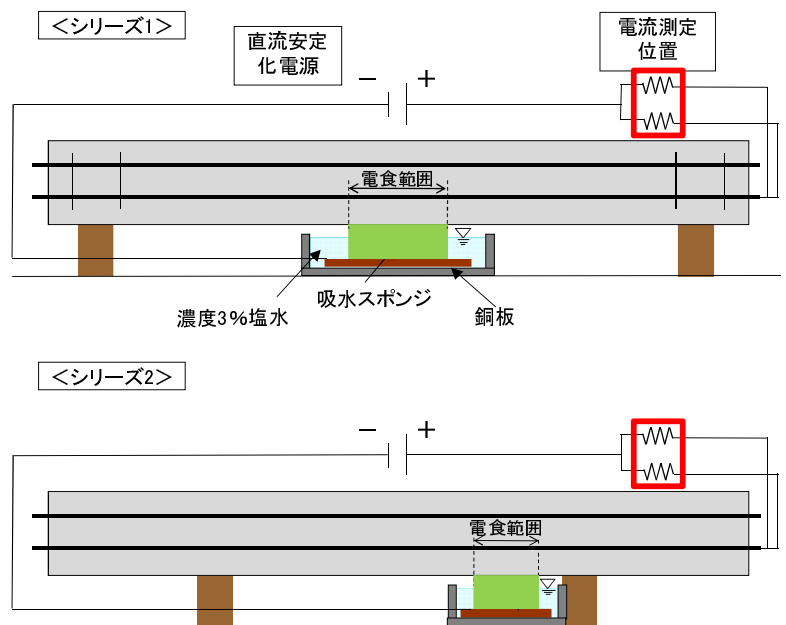 ＜シリーズ1＞
直流安定
化電源
電流測定
位置
－ ＋
電食範囲
吸水スポンジ
濃度3%塩水
銅板
＜シリーズ2＞
－ ＋
電食範囲